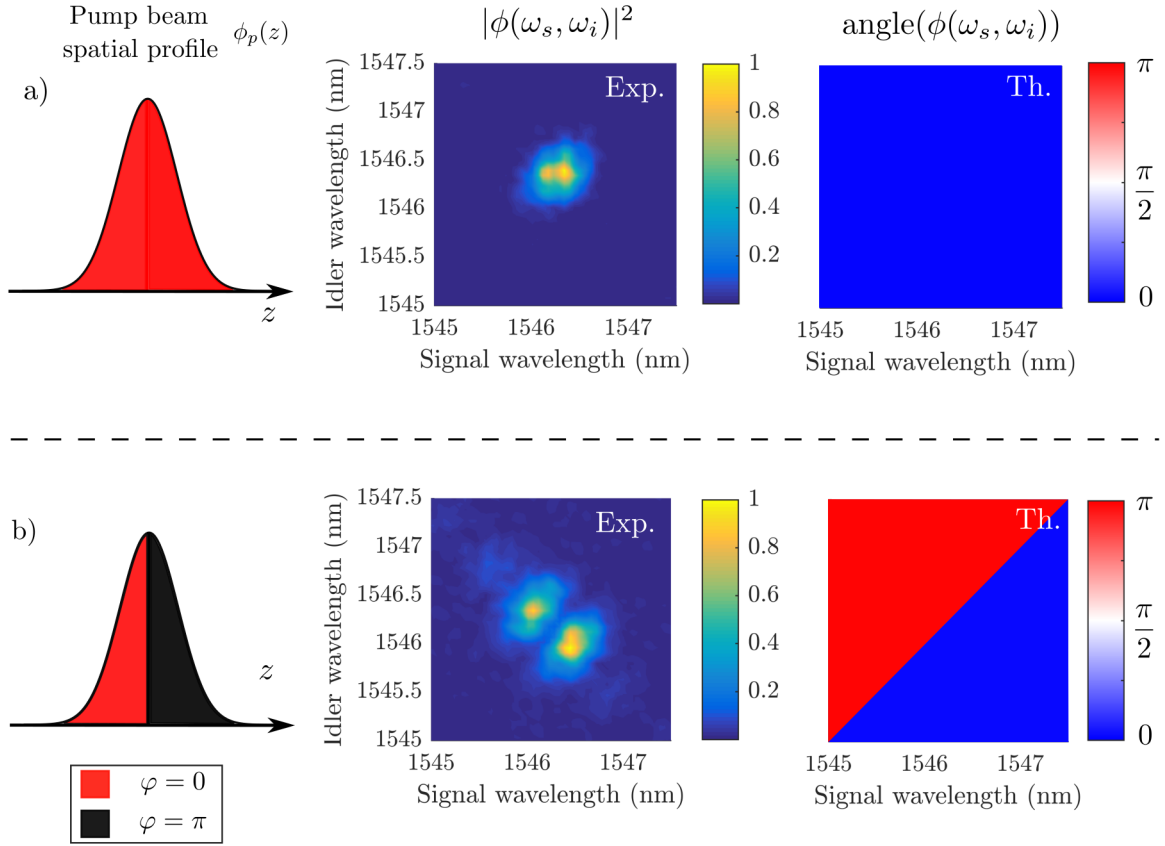 Pump beam
spatial profile ϕₚ(z)
|ϕ(ωₛ, ωᵢ)|²
angle(ϕ(ωₛ, ωᵢ))
a)
z
Idler wavelength (nm)
1547.5
1547
1546.5
1546
1545.5
1545
Exp.
1545 1546 1547
Signal wavelength (nm)
1
0.8
0.6
0.4
0.2
Th.
1545 1546 1547
Signal wavelength (nm)
π
π/2
0
b)
z
φ = 0
φ = π
Idler wavelength (nm)
1547.5
1547
1546.5
1546
1545.5
1545
Exp.
1545 1546 1547
Signal wavelength (nm)
1
0.8
0.6
0.4
0.2
Th.
1545 1546 1547
Signal wavelength (nm)
π
π/2
0